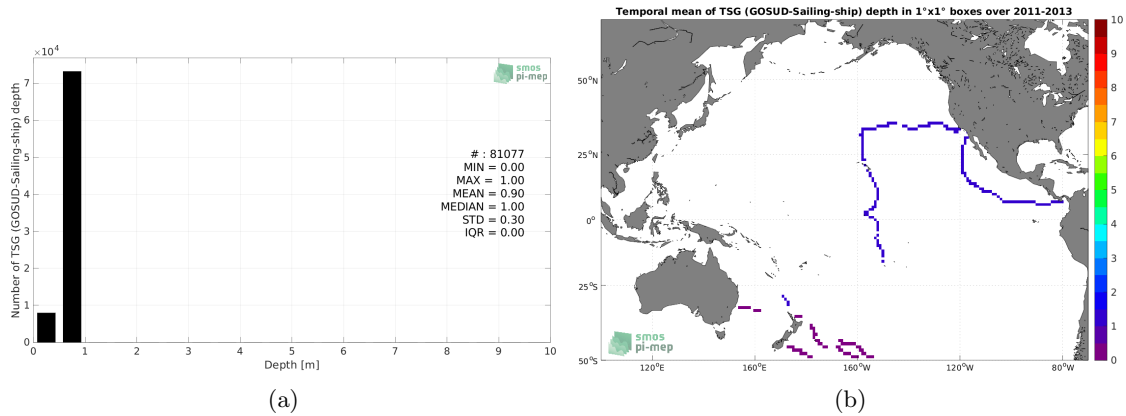 ×10⁴
7
6
5
4
3
2
1
0
Number of TSG (GOSUD-Sailing-ship) depth
smos
pi-mep
# : 81077
MIN = 0.00
MAX = 1.00
MEAN = 0.90
MEDIAN = 1.00
STD = 0.30
IQR = 0.00
0 1 2 3 4 5 6 7 8 9 10
Depth [m]
(a)
Temporal mean of TSG (GOSUD-Sailing-ship) depth in 1°x1° boxes over 2011-2013
50°N
25°N
0°
25°S
50°S
smos
pi-mep
120°E 160°E 160°W 120°W 80°W
10
9
8
7
6
5
4
3
2
1
0
(b)